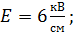 E = 6 кВ/см;